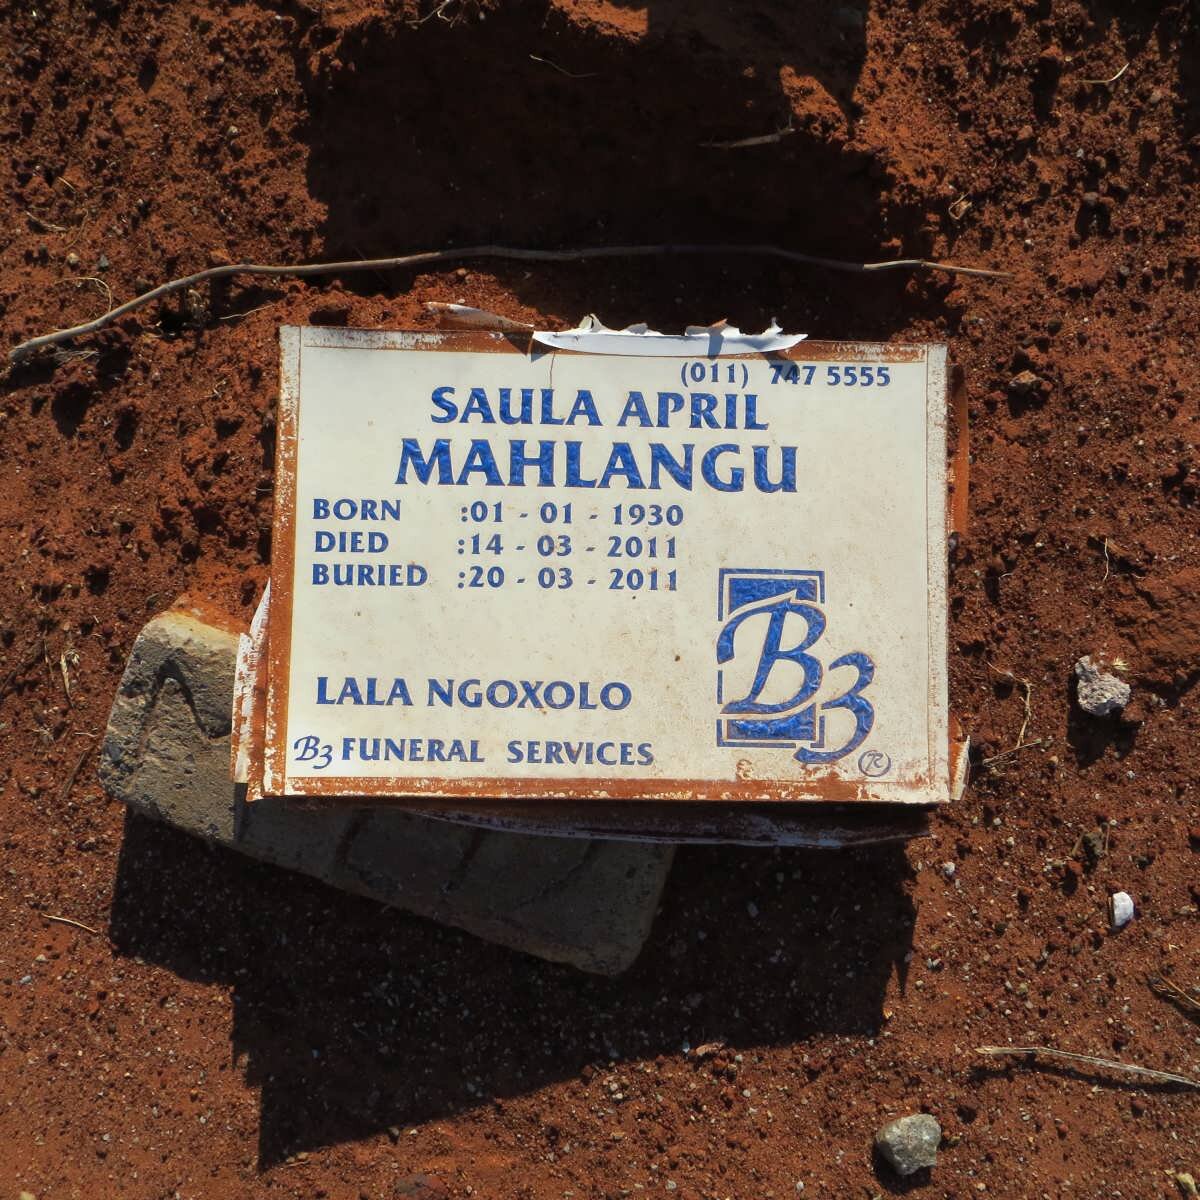 (011) 747 5555
SAULA APRIL
MAHLANGU
BORN :01 - 01 - 1930
DIED :14 - 03 - 2011
BURIED :20 - 03 - 2011
B3
R
LALA NGOXOLO
B3 FUNERAL SERVICES